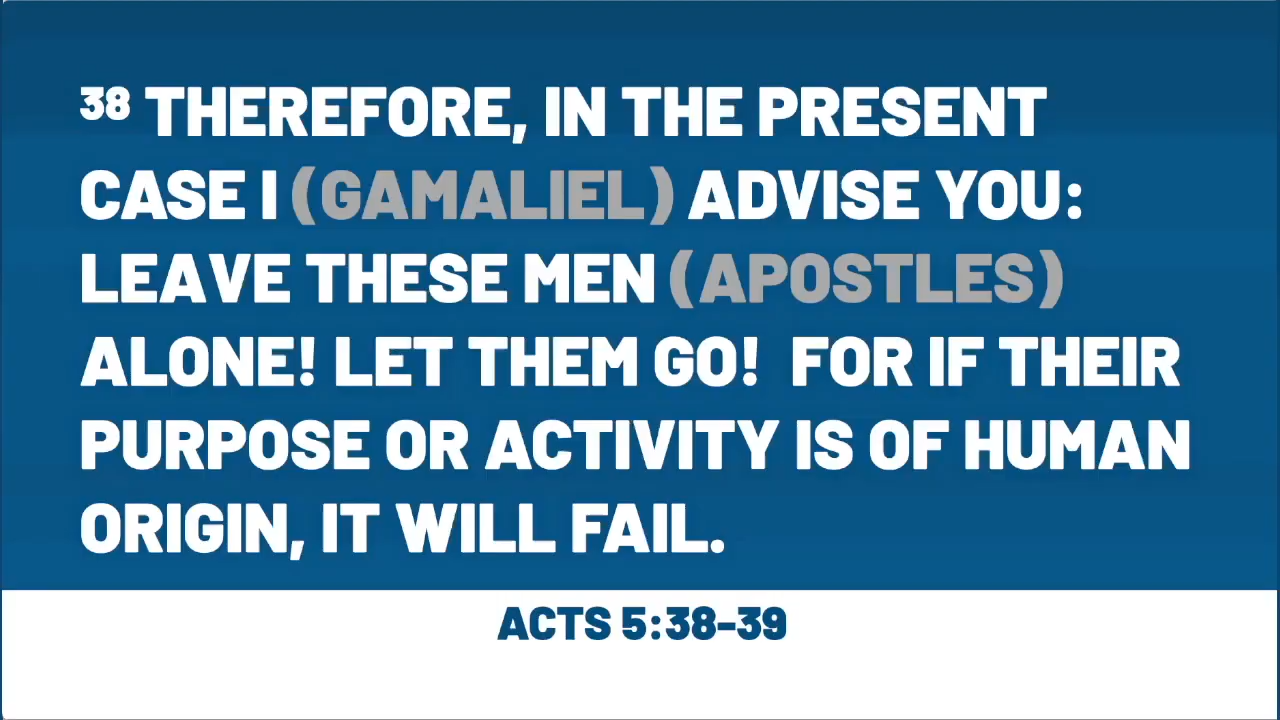 38 THEREFORE, IN THE PRESENT
CASE I (GAMALIEL) ADVISE YOU:
LEAVE THESE MEN (APOSTLES)
ALONE! LET THEM GO! FOR IF THEIR
PURPOSE OR ACTIVITY IS OF HUMAN
ORIGIN, IT WILL FAIL.
ACTS 5:38-39